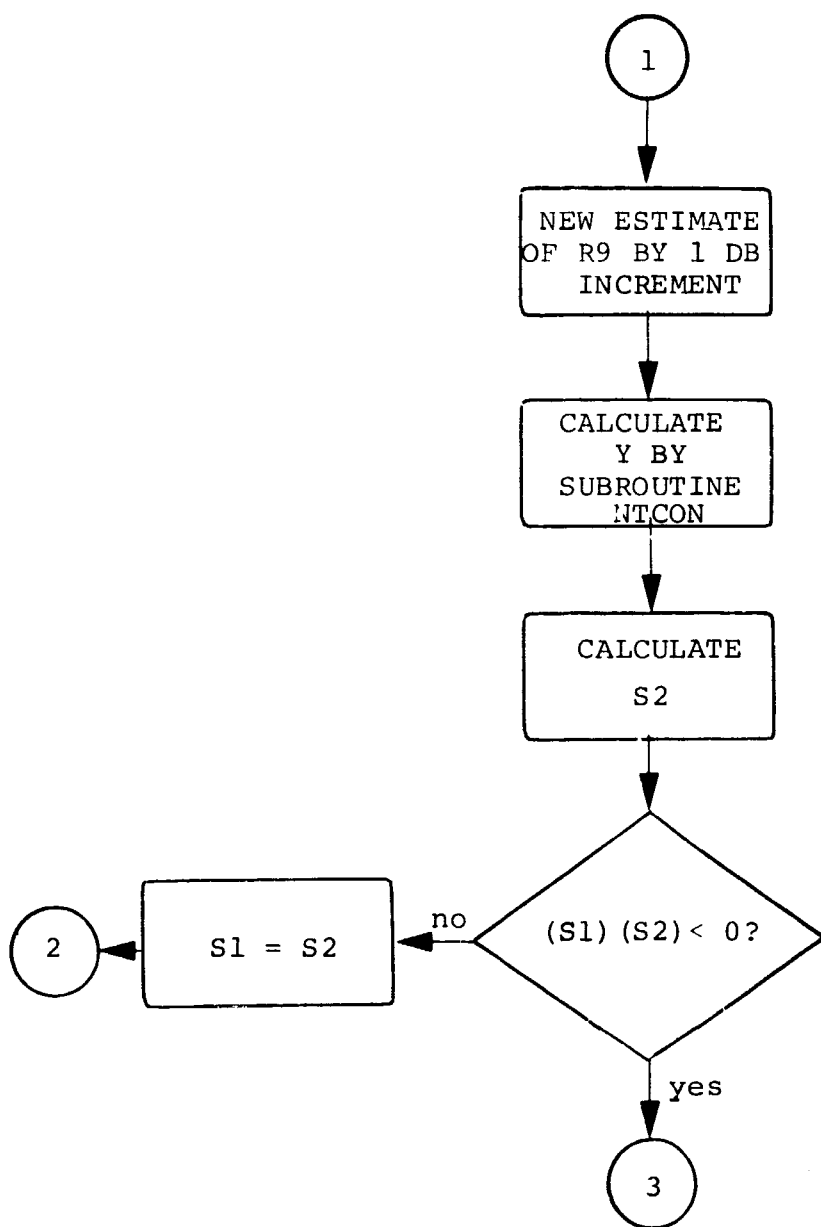 1
NEW ESTIMATE
OF R9 BY 1 DB
INCREMENT
CALCULATE
Y BY
SUBROUTINE
NTCON
CALCULATE
S2
(S1)(S2)< 0?
no
S1 = S2
2
yes
3